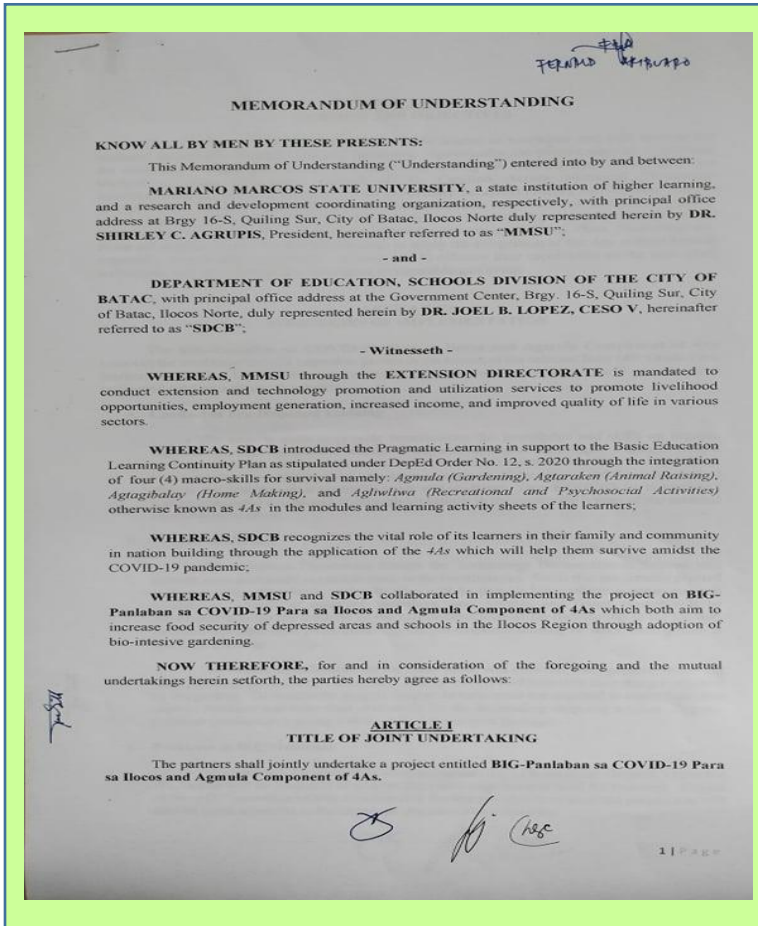 FERNALD
MEMORANDUM OF UNDERSTANDING
KNOW ALL BY MEN BY THESE PRESENTS:
This Memorandum of Understanding (“Understanding”) entered into by and between:
MARIANO MARCOS STATE UNIVERSITY, a state institution of higher learning,
and a research and development coordinating organization, respectively, with principal office
address at Brgy 16-S, Quiling Sur, City of Batac, Ilocos Norte duly represented herein by DR.
SHIRLEY C. AGRUPIS, President, hereinafter referred to as “MMSU”;
- and -
DEPARTMENT OF EDUCATION, SCHOOLS DIVISION OF THE CITY OF
BATAC, with principal office address at the Government Center, Brgy. 16-S, Quiling Sur, City
of Batac, Ilocos Norte, duly represented herein by DR. JOEL B. LOPEZ, CESO V, hereinafter
referred to as “SDCB”;
- Witnesseth -
WHEREAS, MMSU through the EXTENSION DIRECTORATE is mandated to
conduct extension and technology promotion and utilization services to promote livelihood
opportunities, employment generation, increased income, and improved quality of life in various
sectors.
WHEREAS, SDCB introduced the Pragmatic Learning in support to the Basic Education
Learning Continuity Plan as stipulated under DepEd Order No. 12, s. 2020 through the integration
of four (4) macro-skills for survival namely: Agmula (Gardening), Agtaraken (Animal Raising),
Agtagibalay (Home Making), and Agliwliwa (Recreational and Psychosocial Activities)
otherwise known as 4As in the modules and learning activity sheets of the learners;
WHEREAS, SDCB recognizes the vital role of its learners in their family and community
in nation building through the application of the 4As which will help them survive amidst the
COVID-19 pandemic;
WHEREAS, MMSU and SDCB collaborated in implementing the project on BIG-
Panlaban sa COVID-19 Para sa Ilocos and Agmula Component of 4As which both aim to
increase food security of depressed areas and schools in the Ilocos Region through adoption of
bio-intesive gardening.
NOW THEREFORE, for and in consideration of the foregoing and the mutual
undertakings herein setforth, the parties hereby agree as follows:
ARTICLE I
TITLE OF JOINT UNDERTAKING
The partners shall jointly undertake a project entitled BIG-Panlaban sa COVID-19 Para
sa Ilocos and Agmula Component of 4As.
1 | Page